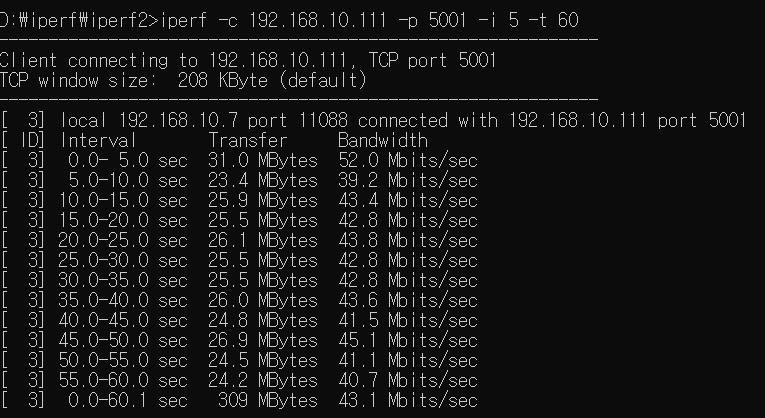 D:₩iperf₩iperf2>iperf -c 192.168.10.111 -p 5001 -i 5 -t 60
------------------------------------------------------------
Client connecting to 192.168.10.111, TCP port 5001
TCP window size:  208 KByte (default)
------------------------------------------------------------
[  3] local 192.168.10.7 port 11088 connected with 192.168.10.111 port 5001
[ ID] Interval       Transfer     Bandwidth
[  3]  0.0- 5.0 sec  31.0 MBytes  52.0 Mbits/sec
[  3]  5.0-10.0 sec  23.4 MBytes  39.2 Mbits/sec
[  3] 10.0-15.0 sec  25.9 MBytes  43.4 Mbits/sec
[  3] 15.0-20.0 sec  25.5 MBytes  42.8 Mbits/sec
[  3] 20.0-25.0 sec  26.1 MBytes  43.8 Mbits/sec
[  3] 25.0-30.0 sec  25.5 MBytes  42.8 Mbits/sec
[  3] 30.0-35.0 sec  25.5 MBytes  42.8 Mbits/sec
[  3] 35.0-40.0 sec  26.0 MBytes  43.6 Mbits/sec
[  3] 40.0-45.0 sec  24.8 MBytes  41.5 Mbits/sec
[  3] 45.0-50.0 sec  26.9 MBytes  45.1 Mbits/sec
[  3] 50.0-55.0 sec  24.5 MBytes  41.1 Mbits/sec
[  3] 55.0-60.0 sec  24.2 MBytes  40.7 Mbits/sec
[  3]  0.0-60.1 sec   309 MBytes  43.1 Mbits/sec